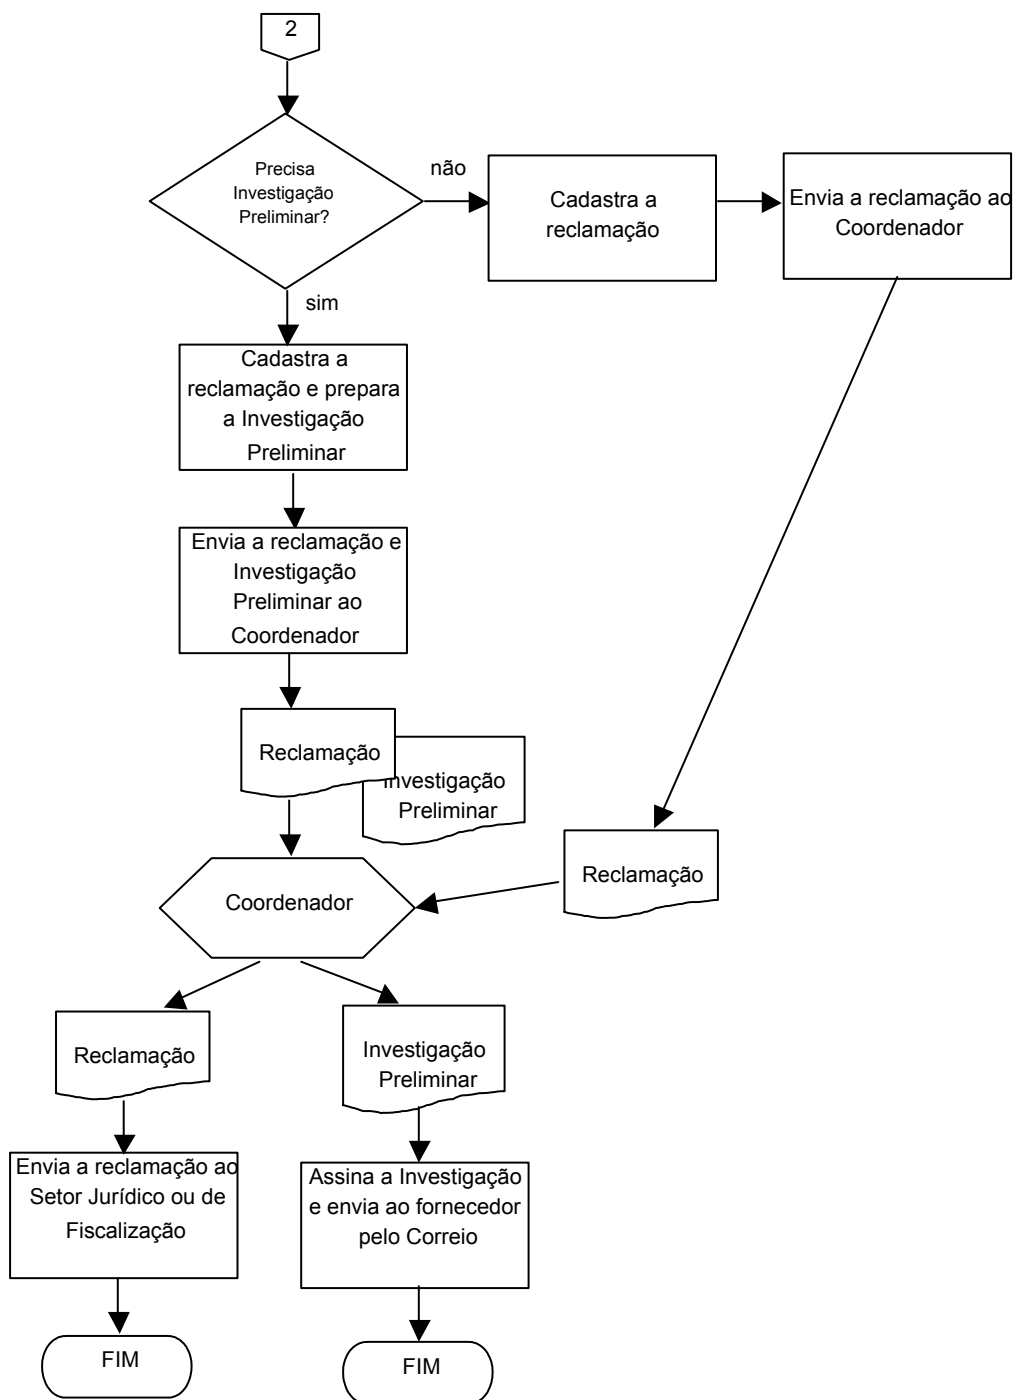 2
Precisa
Investigação
Preliminar?
não
Cadastra a
reclamação
Envia a reclamação ao
Coordenador
sim
Cadastra a
reclamação e prepara
a Investigação
Preliminar
Envia a reclamação e
Investigação
Preliminar ao
Coordenador
Reclamação
Investigação
Preliminar
Reclamação
Coordenador
Reclamação
Investigação
Preliminar
Envia a reclamação ao
Setor Jurídico ou de
Fiscalização
Assina a Investigação
e envia ao fornecedor
pelo Correio
FIM
FIM